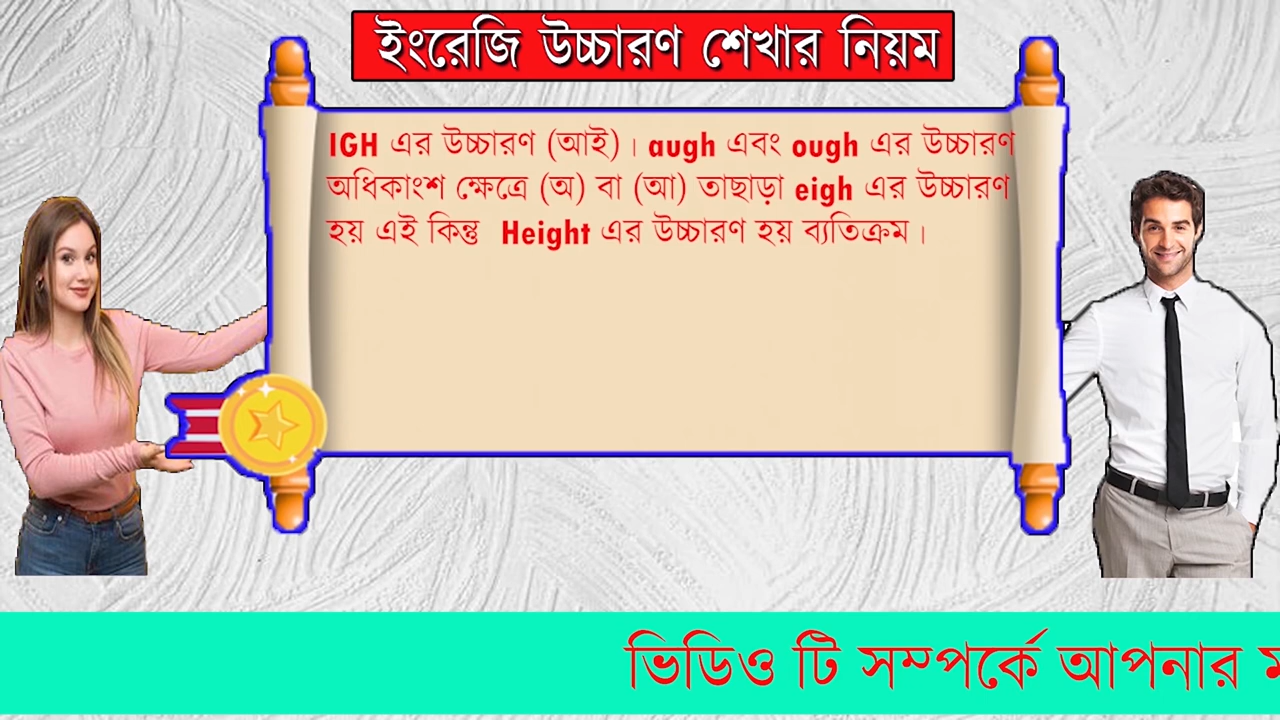 ইংরেজি উচ্চারণ শেখার নিয়ম
IGH এর উচ্চারণ (আই)। augh এবং ough এর উচ্চারণ
অধিকাংশ ক্ষেত্রে (অ) বা (আ) তাছাড়া eigh এর উচ্চারণ
হয় এই কিন্তু Height এর উচ্চারণ হয় ব্যতিক্রম।
ভিডিও টি সম্পর্কে আপনার